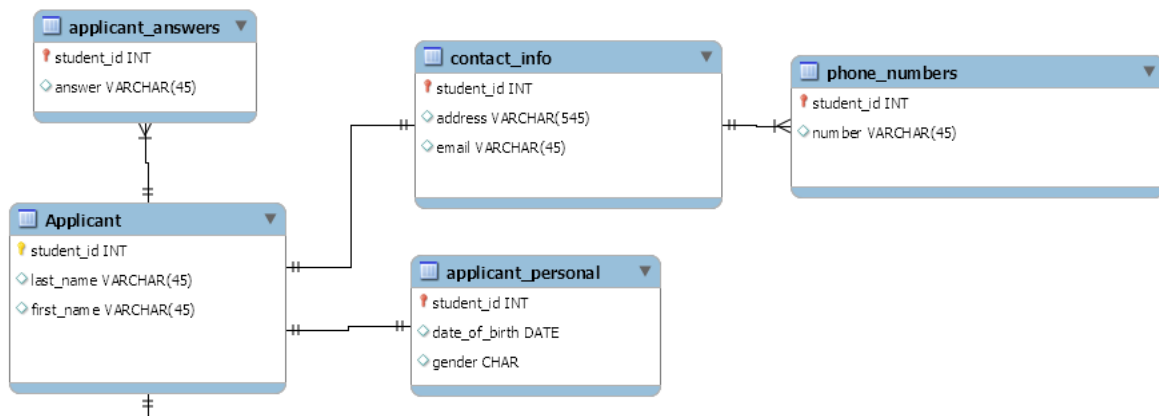 applicant_answers
student_id INT
answer VARCHAR(45)
contact_info
student_id INT
address VARCHAR(545)
email VARCHAR(45)
phone_numbers
student_id INT
number VARCHAR(45)
Applicant
student_id INT
last_name VARCHAR(45)
first_name VARCHAR(45)
applicant_personal
student_id INT
date_of_birth DATE
gender CHAR